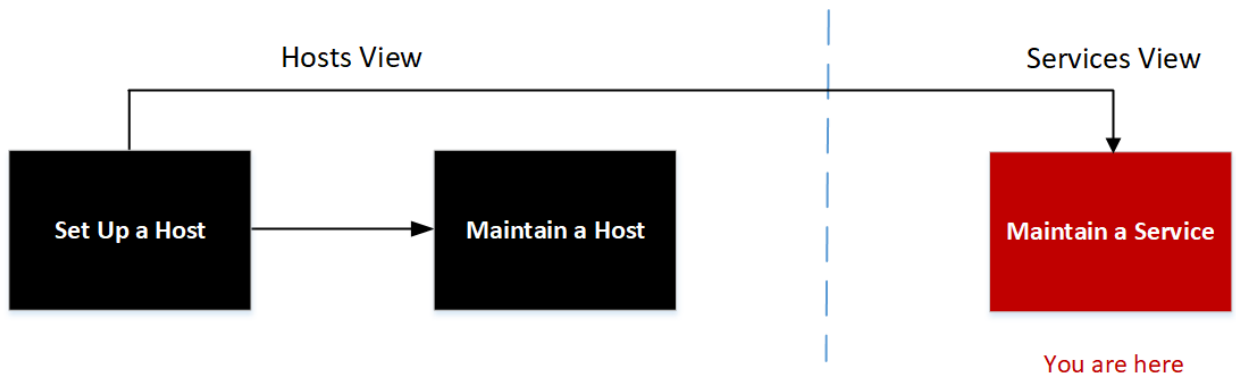 Hosts View
Services View
Set Up a Host
Maintain a Host
Maintain a Service
You are here